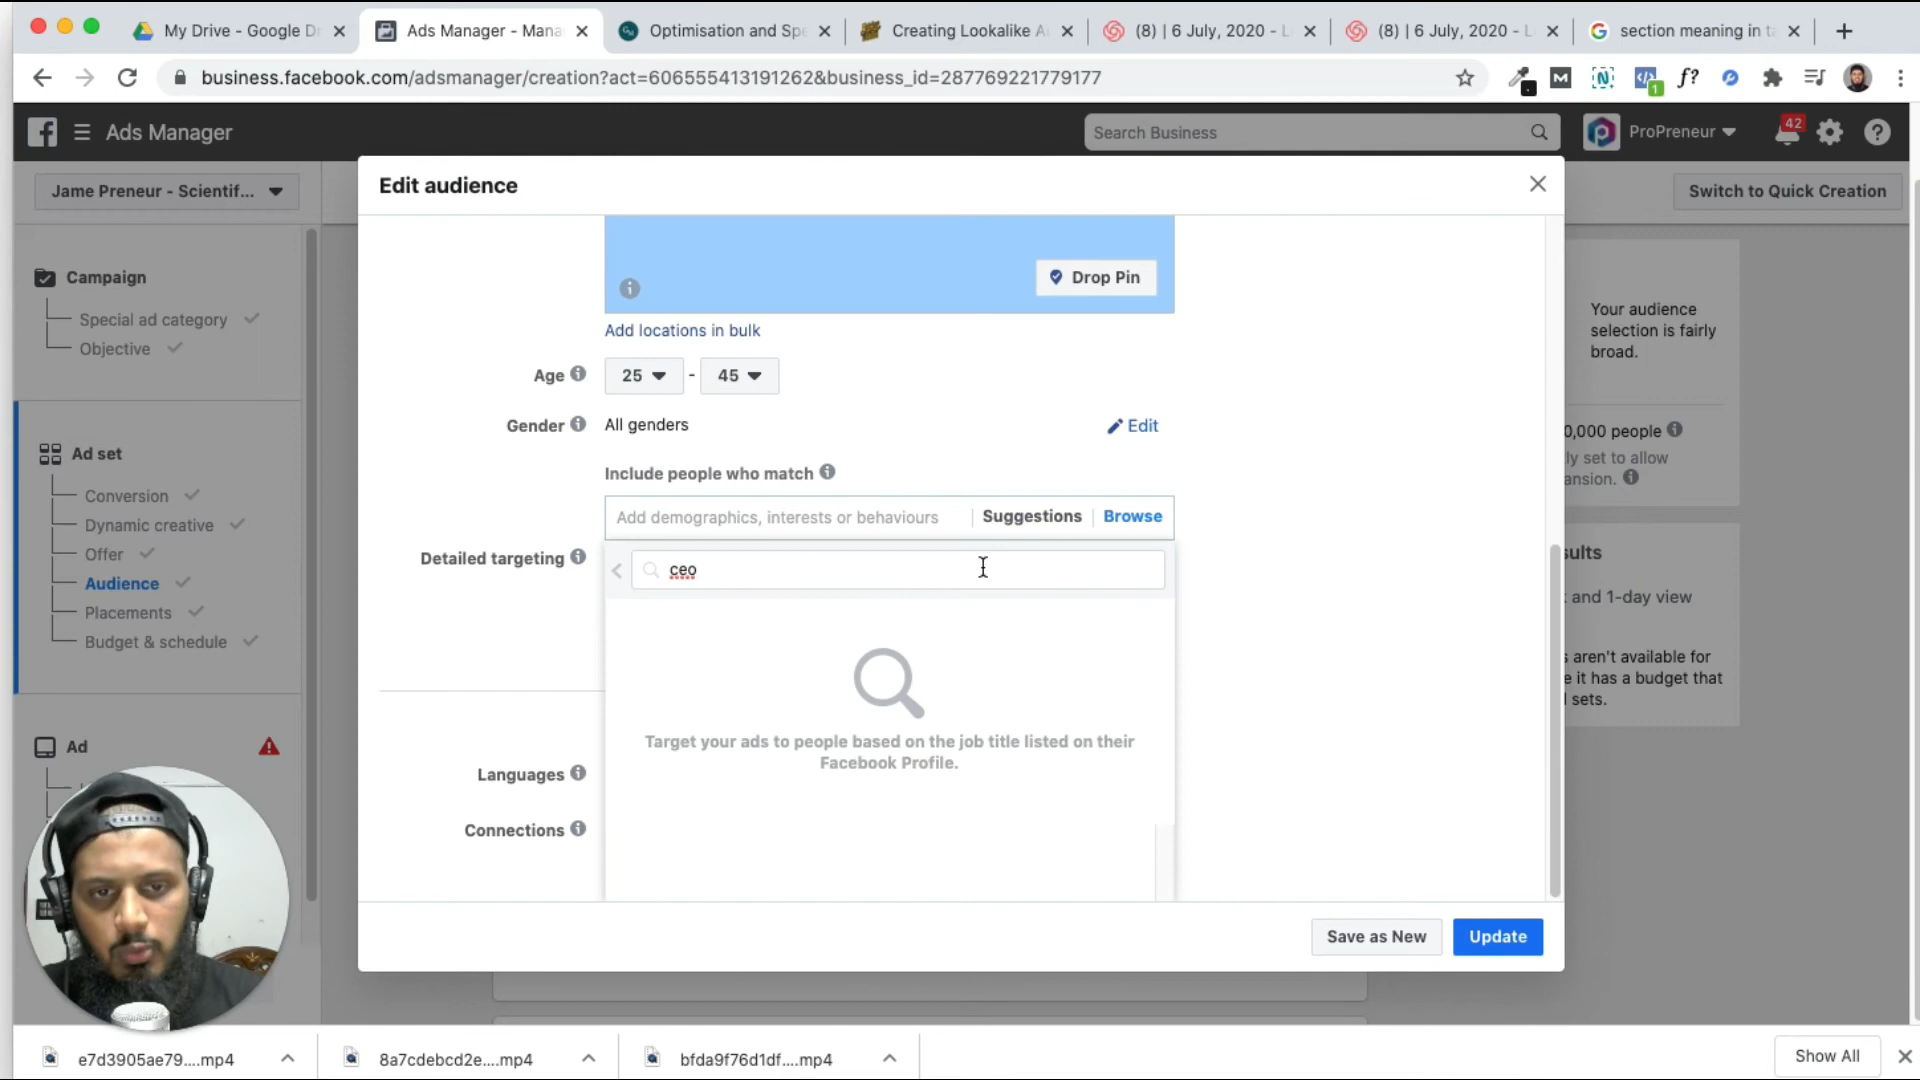 My Drive - Google Dr
Ads Manager - Mana
Optimisation and Spe
Creating Lookalike A
(8) | 6 July, 2020 - L
(8) | 6 July, 2020 - L
section meaning in ta
business.facebook.com/adsmanager/creation?act=606555413191262&business_id=287769221779177
Ads Manager
Search Business
ProPreneur
42
Jame Preneur - Scientif...
Switch to Quick Creation
Edit audience
Campaign
Special ad category
Objective
Ad set
Conversion
Dynamic creative
Offer
Audience
Placements
Budget & schedule
Ad
Drop Pin
Add locations in bulk
Age
25
-
45
Gender
All genders
Edit
Include people who match
Add demographics, interests or behaviours
Suggestions
Browse
Detailed targeting
ceo
Target your ads to people based on the job title listed on their
Facebook Profile.
Languages
Connections
Save as New
Update
Your audience
selection is fairly
broad.
0,000 people
ly set to allow
ansion.
sults
and 1-day view
s aren't available for
e it has a budget that
sets.
e7d3905ae79....mp4
8a7cdebcd2e....mp4
bfda9f76d1df....mp4
Show All